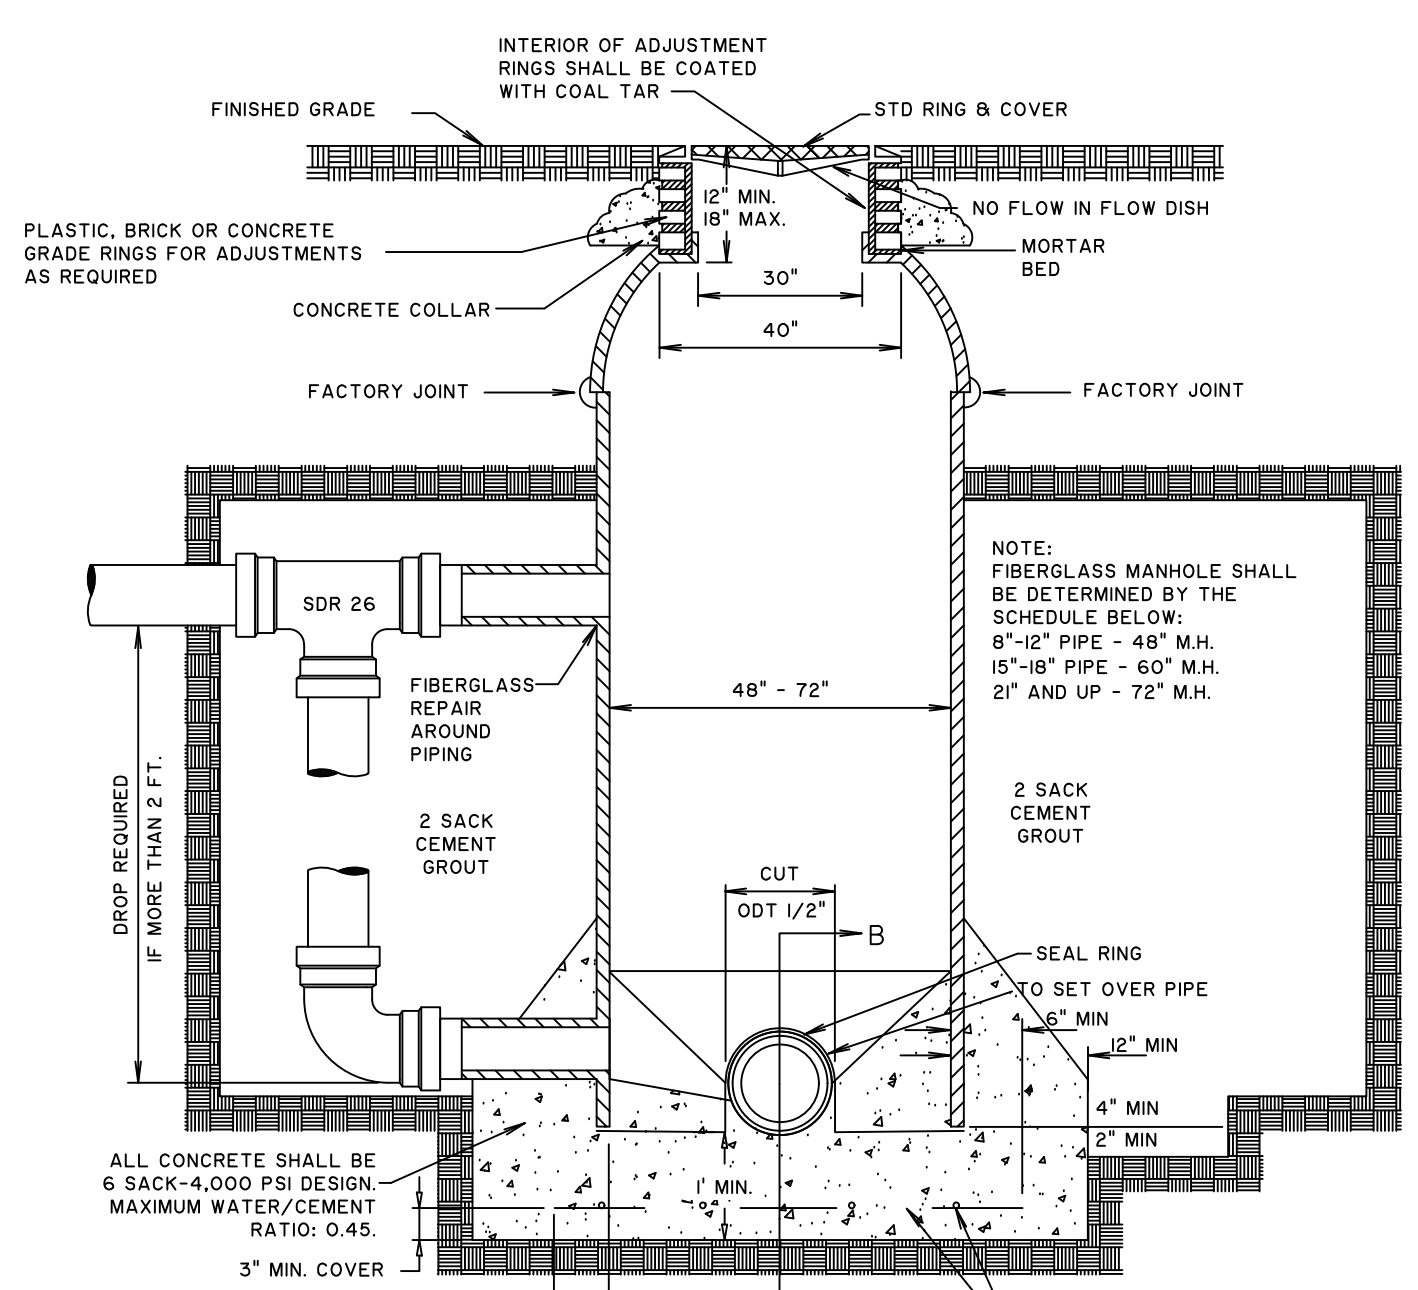 INTERIOR OF ADJUSTMENT
RINGS SHALL BE COATED
WITH COAL TAR
FINISHED GRADE
STD RING & COVER
12" MIN.
18" MAX.
NO FLOW IN FLOW DISH
PLASTIC, BRICK OR CONCRETE
GRADE RINGS FOR ADJUSTMENTS
AS REQUIRED
MORTAR
BED
30"
CONCRETE COLLAR
40"
FACTORY JOINT
FACTORY JOINT
NOTE:
FIBERGLASS MANHOLE SHALL
BE DETERMINED BY THE
SCHEDULE BELOW:
8"-12" PIPE - 48" M.H.
15"-18" PIPE - 60" M.H.
21" AND UP - 72" M.H.
SDR 26
FIBERGLASS
REPAIR
AROUND
PIPING
48" - 72"
DROP REQUIRED
IF MORE THAN 2 FT.
2 SACK
CEMENT
GROUT
2 SACK
CEMENT
GROUT
CUT
ODT 1/2"
B
SEAL RING
TO SET OVER PIPE
6" MIN
12" MIN
4" MIN
2" MIN
ALL CONCRETE SHALL BE
6 SACK-4,000 PSI DESIGN.
MAXIMUM WATER/CEMENT
RATIO: 0.45.
1' MIN.
3" MIN. COVER